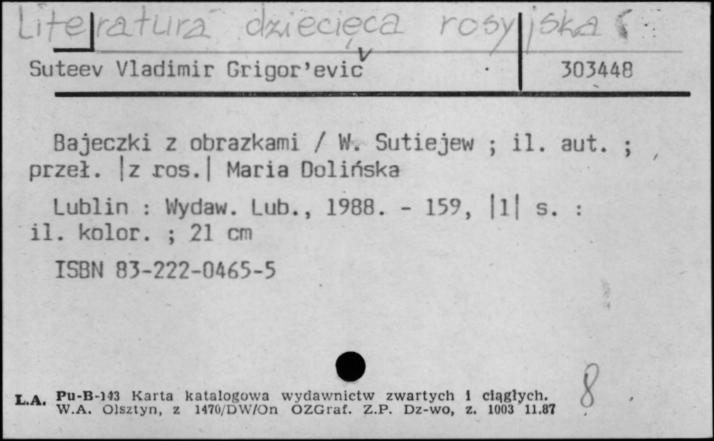 Literatura dziecięca rosyjska
Suteev Vladimir Grigor'evič 303448
Bajeczki z obrazkami / W. Sutiejew ; il. aut. ;
przeł. |z ros.| Maria Dolińska
Lublin : Wydaw. Lub., 1988. - 159, |1| s. :
il. kolor. ; 21 cm
ISBN 83-222-0465-5
8
L.A. Pu-B-143 Karta katalogowa wydawnictw zwartych i ciągłych.
W.A. Olsztyn, z 1470/DW/On OZGraf. Z.P. Dz-wo, z. 1003 11.87